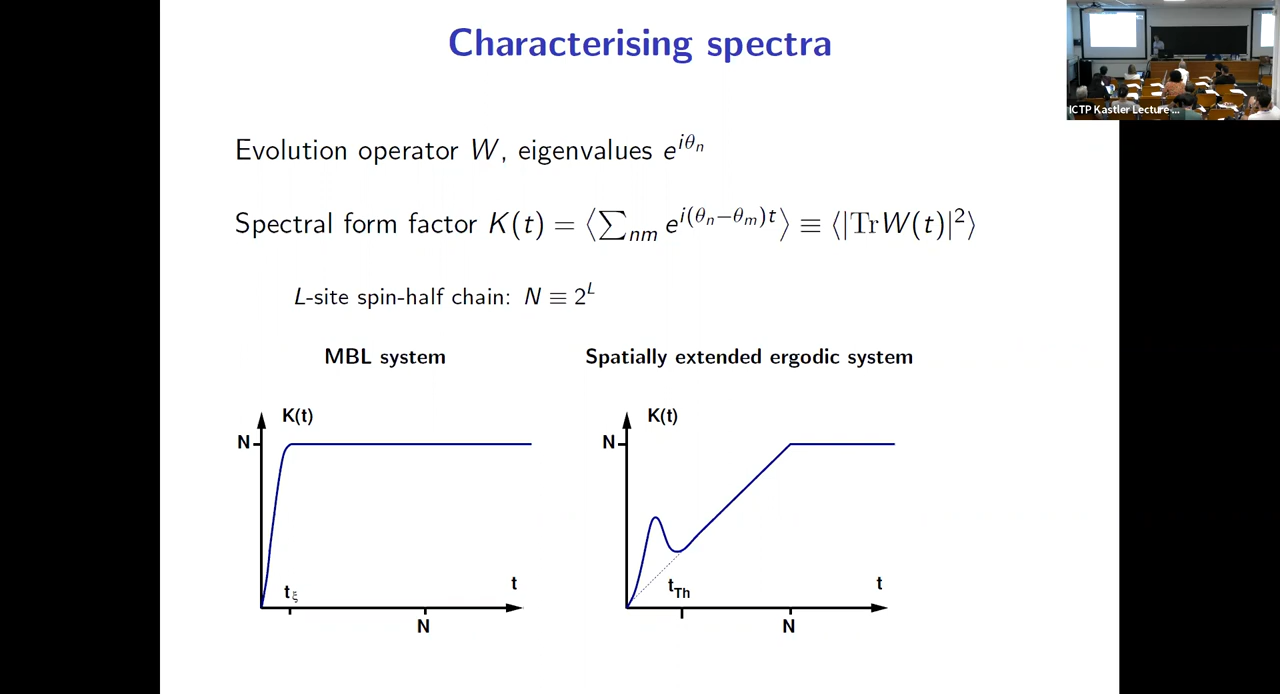 Characterising spectra
ICTP Kastler Lecture ...
Evolution operator W, eigenvalues e^{iθ_n}
Spectral form factor K(t) = ⟨∑_{nm} e^{i(θ_n−θ_m)t}⟩ ≡ ⟨|TrW(t)|²⟩
L-site spin-half chain: N ≡ 2^L
MBL system
Spatially extended ergodic system
K(t)
N
t_ξ
t
N
K(t)
N
t_Th
t
N